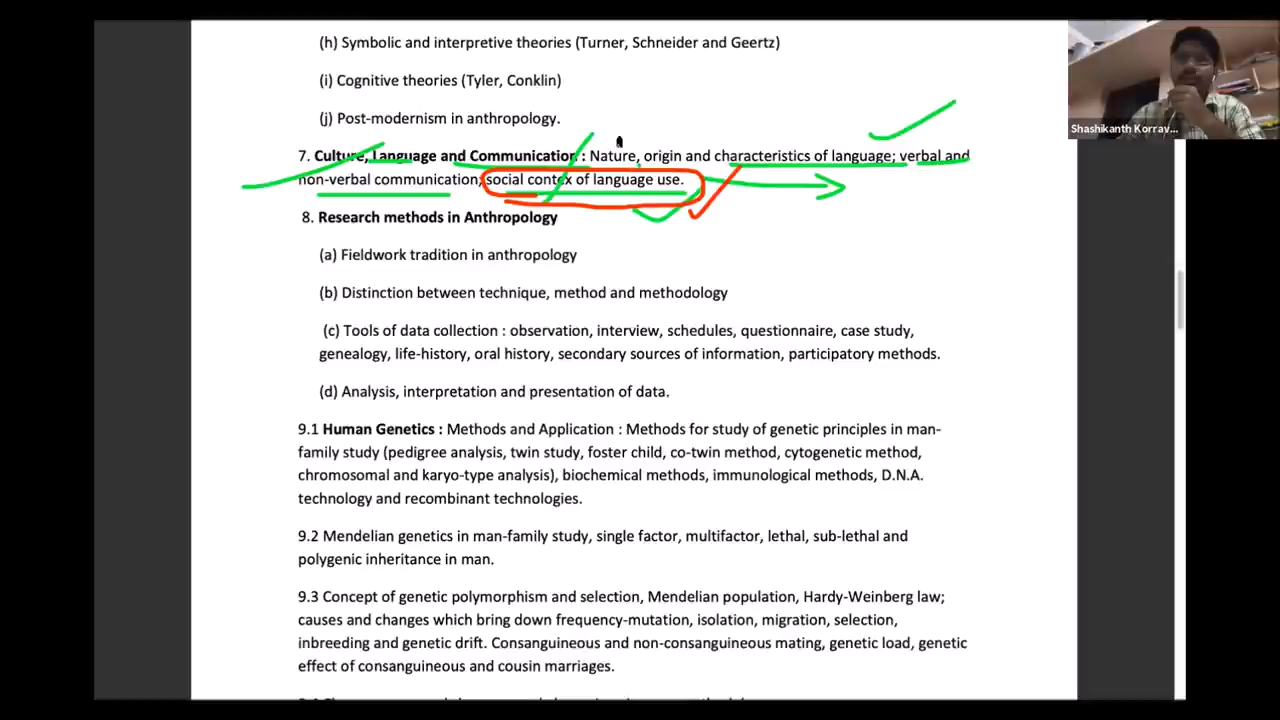 (h) Symbolic and interpretive theories (Turner, Schneider and Geertz)
(i) Cognitive theories (Tyler, Conklin)
Shashikanth Korrav...
(j) Post-modernism in anthropology.
7. Culture, Language and Communication : Nature, origin and characteristics of language; verbal and
non-verbal communication; social contex of language use.
8. Research methods in Anthropology
(a) Fieldwork tradition in anthropology
(b) Distinction between technique, method and methodology
(c) Tools of data collection : observation, interview, schedules, questionnaire, case study,
genealogy, life-history, oral history, secondary sources of information, participatory methods.
(d) Analysis, interpretation and presentation of data.
9.1 Human Genetics : Methods and Application : Methods for study of genetic principles in man-
family study (pedigree analysis, twin study, foster child, co-twin method, cytogenetic method,
chromosomal and karyo-type analysis), biochemical methods, immunological methods, D.N.A.
technology and recombinant technologies.
9.2 Mendelian genetics in man-family study, single factor, multifactor, lethal, sub-lethal and
polygenic inheritance in man.
9.3 Concept of genetic polymorphism and selection, Mendelian population, Hardy-Weinberg law;
causes and changes which bring down frequency-mutation, isolation, migration, selection,
inbreeding and genetic drift. Consanguineous and non-consanguineous mating, genetic load, genetic
effect of consanguineous and cousin marriages.